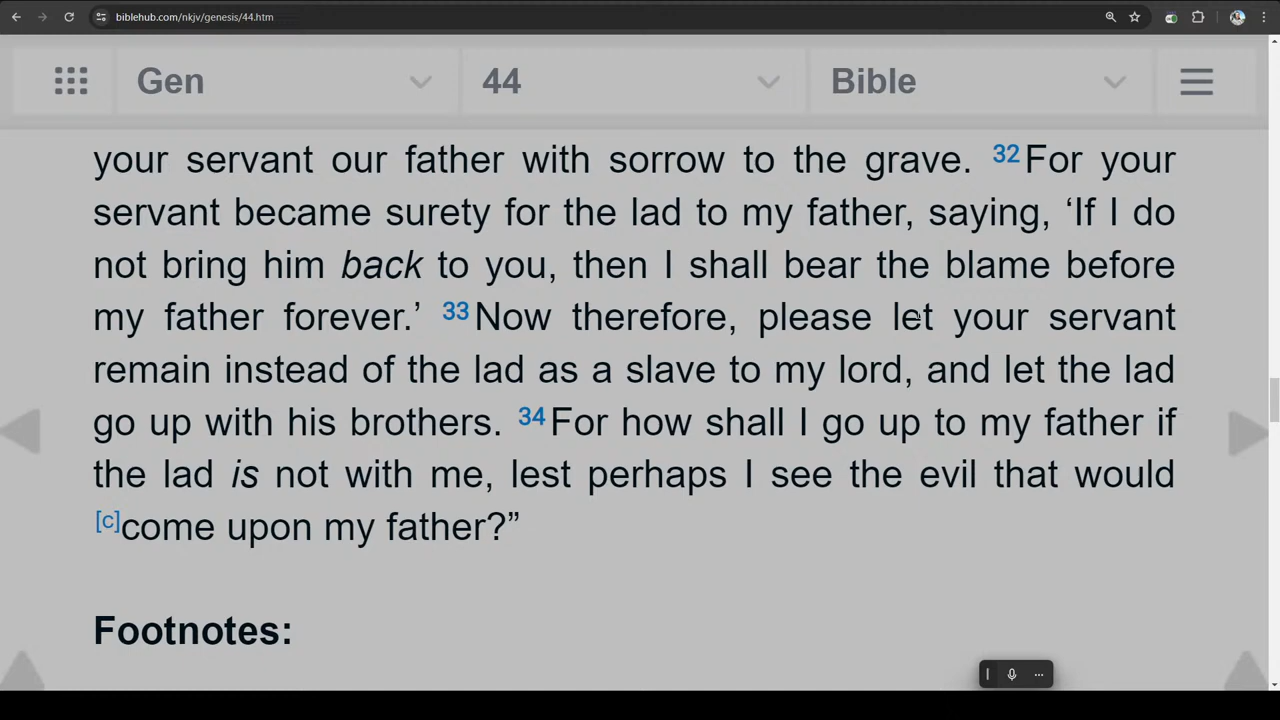 biblehub.com/nkjv/genesis/44.htm
Gen 44 Bible
your servant our father with sorrow to the grave. 32 For your
servant became surety for the lad to my father, saying, ‘If I do
not bring him back to you, then I shall bear the blame before
my father forever.’ 33 Now therefore, please let your servant
remain instead of the lad as a slave to my lord, and let the lad
go up with his brothers. 34 For how shall I go up to my father if
the lad is not with me, lest perhaps I see the evil that would
[c]come upon my father?”
Footnotes: